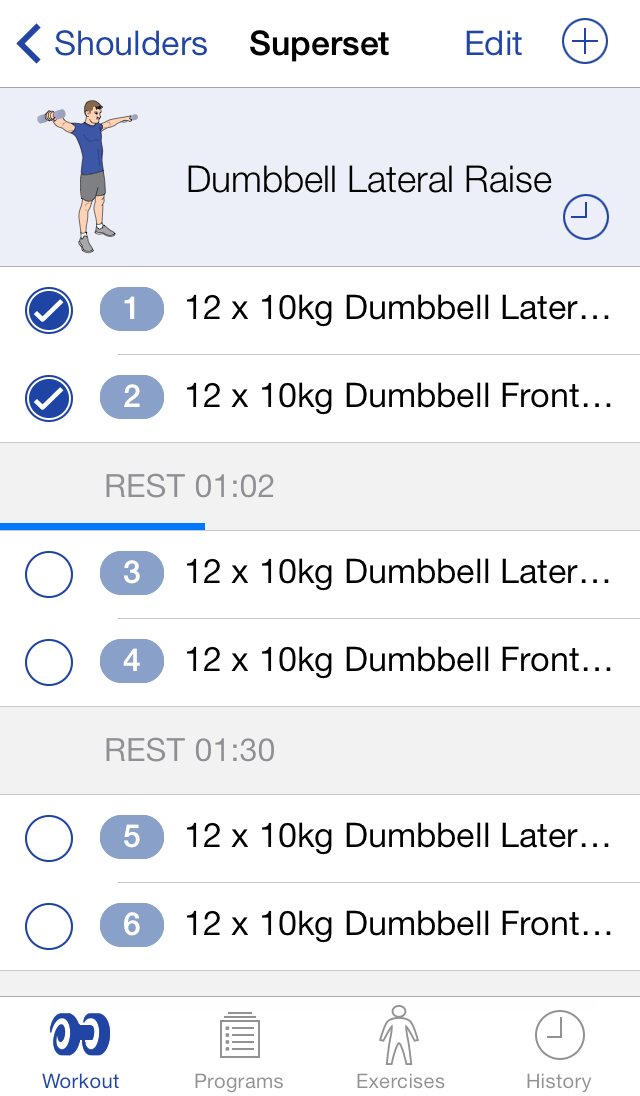 Shoulders Superset Edit
Dumbbell Lateral Raise
1 12 x 10kg Dumbbell Later...
2 12 x 10kg Dumbbell Front...
REST 01:02
3 12 x 10kg Dumbbell Later...
4 12 x 10kg Dumbbell Front...
REST 01:30
5 12 x 10kg Dumbbell Later...
6 12 x 10kg Dumbbell Front...
Workout Programs Exercises History